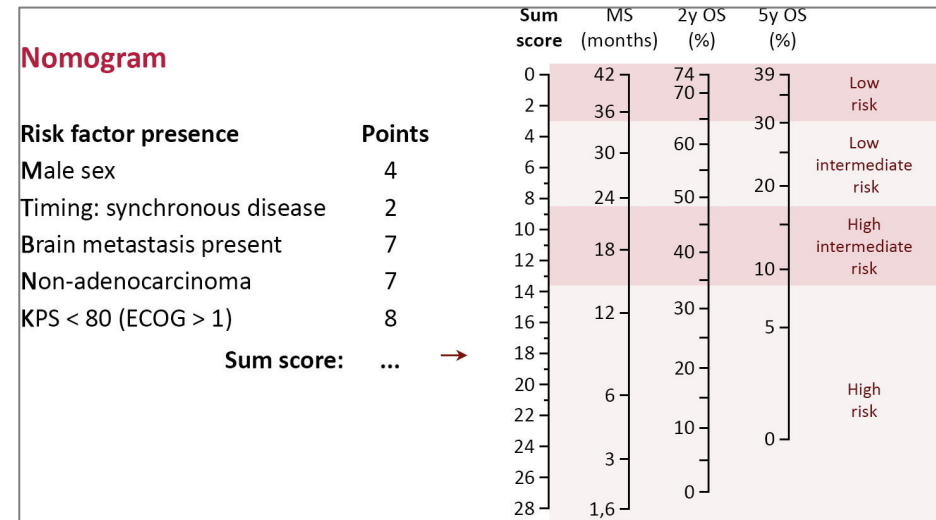 Nomogram
Risk factor presence Points
Male sex 4
Timing: synchronous disease 2
Brain metastasis present 7
Non-adenocarcinoma 7
KPS < 80 (ECOG > 1) 8
Sum score: ... →
Sum score
MS (months)
2y OS (%)
5y OS (%)
0
2
4
6
8
10
12
14
16
18
20
22
24
26
28
42
36
30
24
18
12
6
3
1,6
74
70
60
50
40
30
20
10
0
39
30
20
10
5
0
Low
risk
Low
intermediate
risk
High
intermediate
risk
High
risk